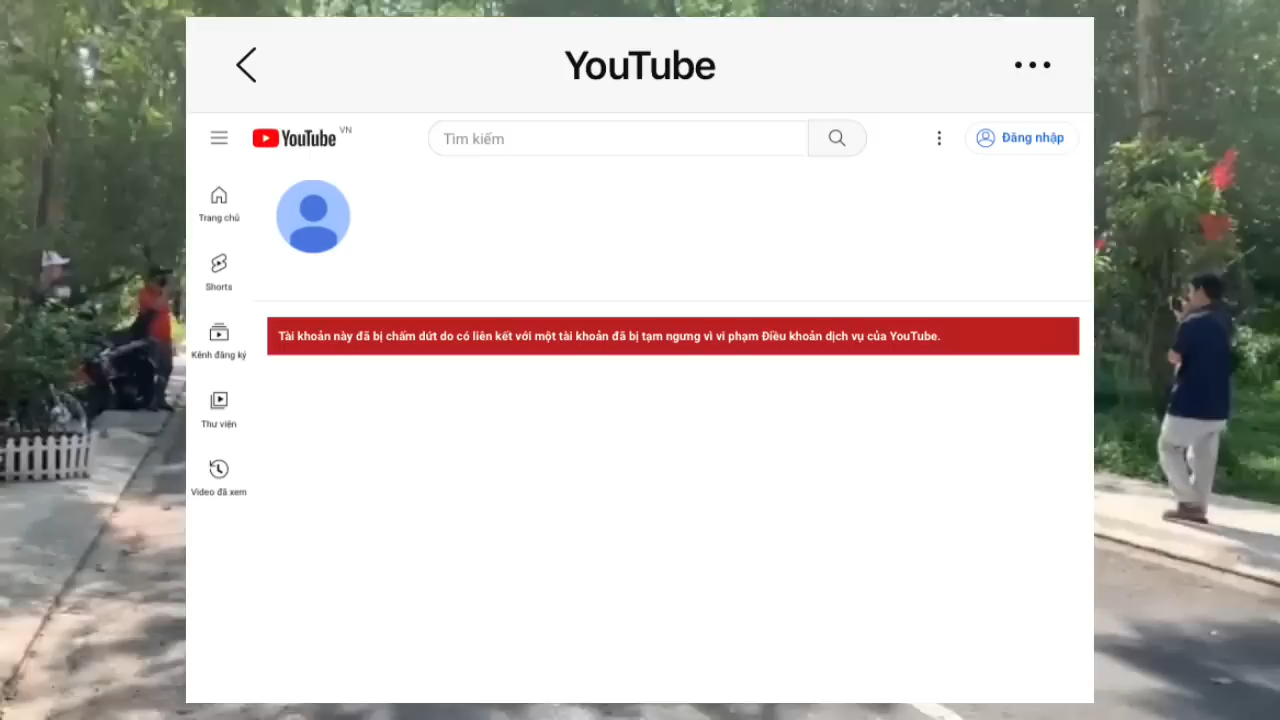 YouTube
YouTube VN
Tìm kiếm
Đăng nhập
Trang chủ
Shorts
Kênh đăng ký
Thư viện
Video đã xem
Tài khoản này đã bị chấm dứt do có liên kết với một tài khoản đã bị tạm ngưng vì vi phạm Điều khoản dịch vụ của YouTube.